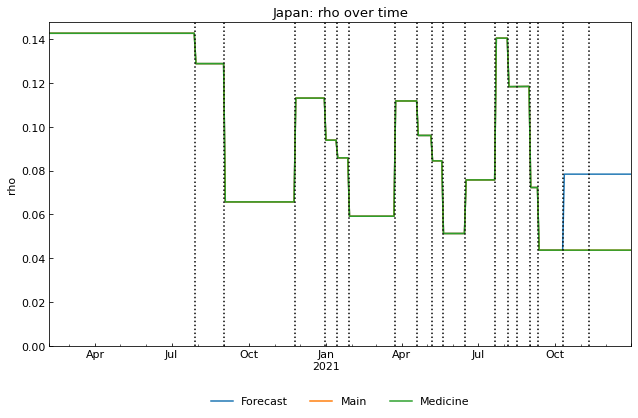 Japan: rho over time
0.14
0.12
0.10
0.08
0.06
0.04
0.02
0.00
rho
Apr Jul Oct Jan Apr Jul Oct
2021
Forecast Main Medicine